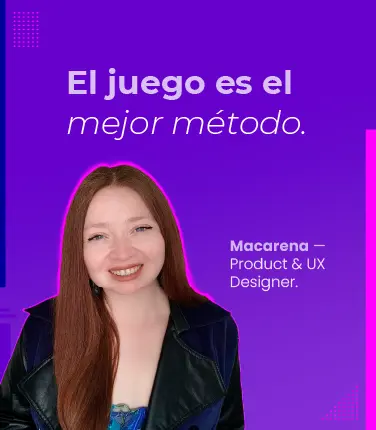 El juego es el
mejor método.
Macarena —
Product & UX
Designer.